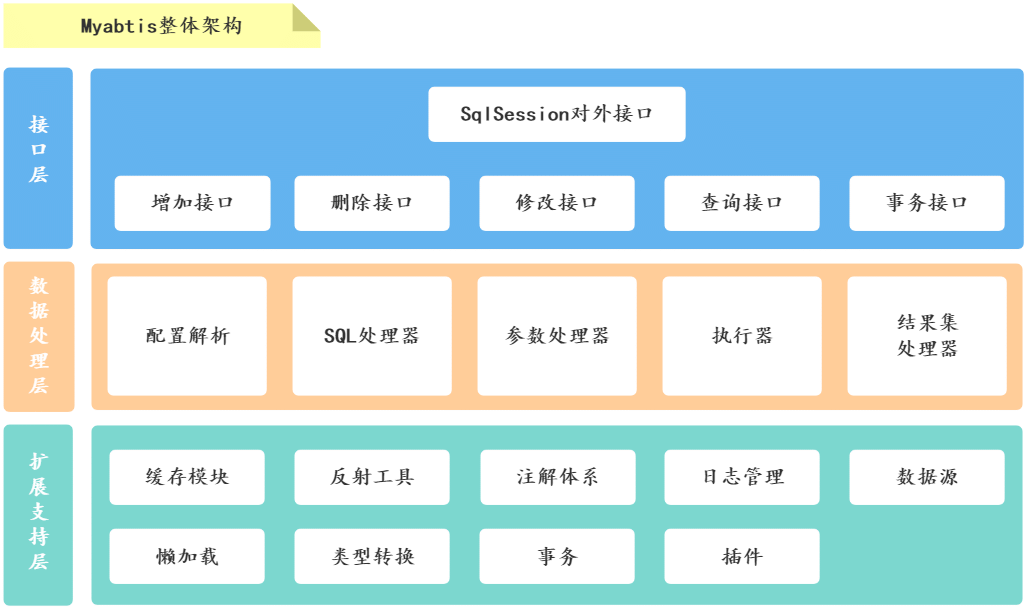 Myabtis整体架构
接口层
SqlSession对外接口
增加接口
删除接口
修改接口
查询接口
事务接口
数据处理层
配置解析
SQL处理器
参数处理器
执行器
结果集
处理器
扩展支持层
缓存模块
反射工具
注解体系
日志管理
数据源
懒加载
类型转换
事务
插件